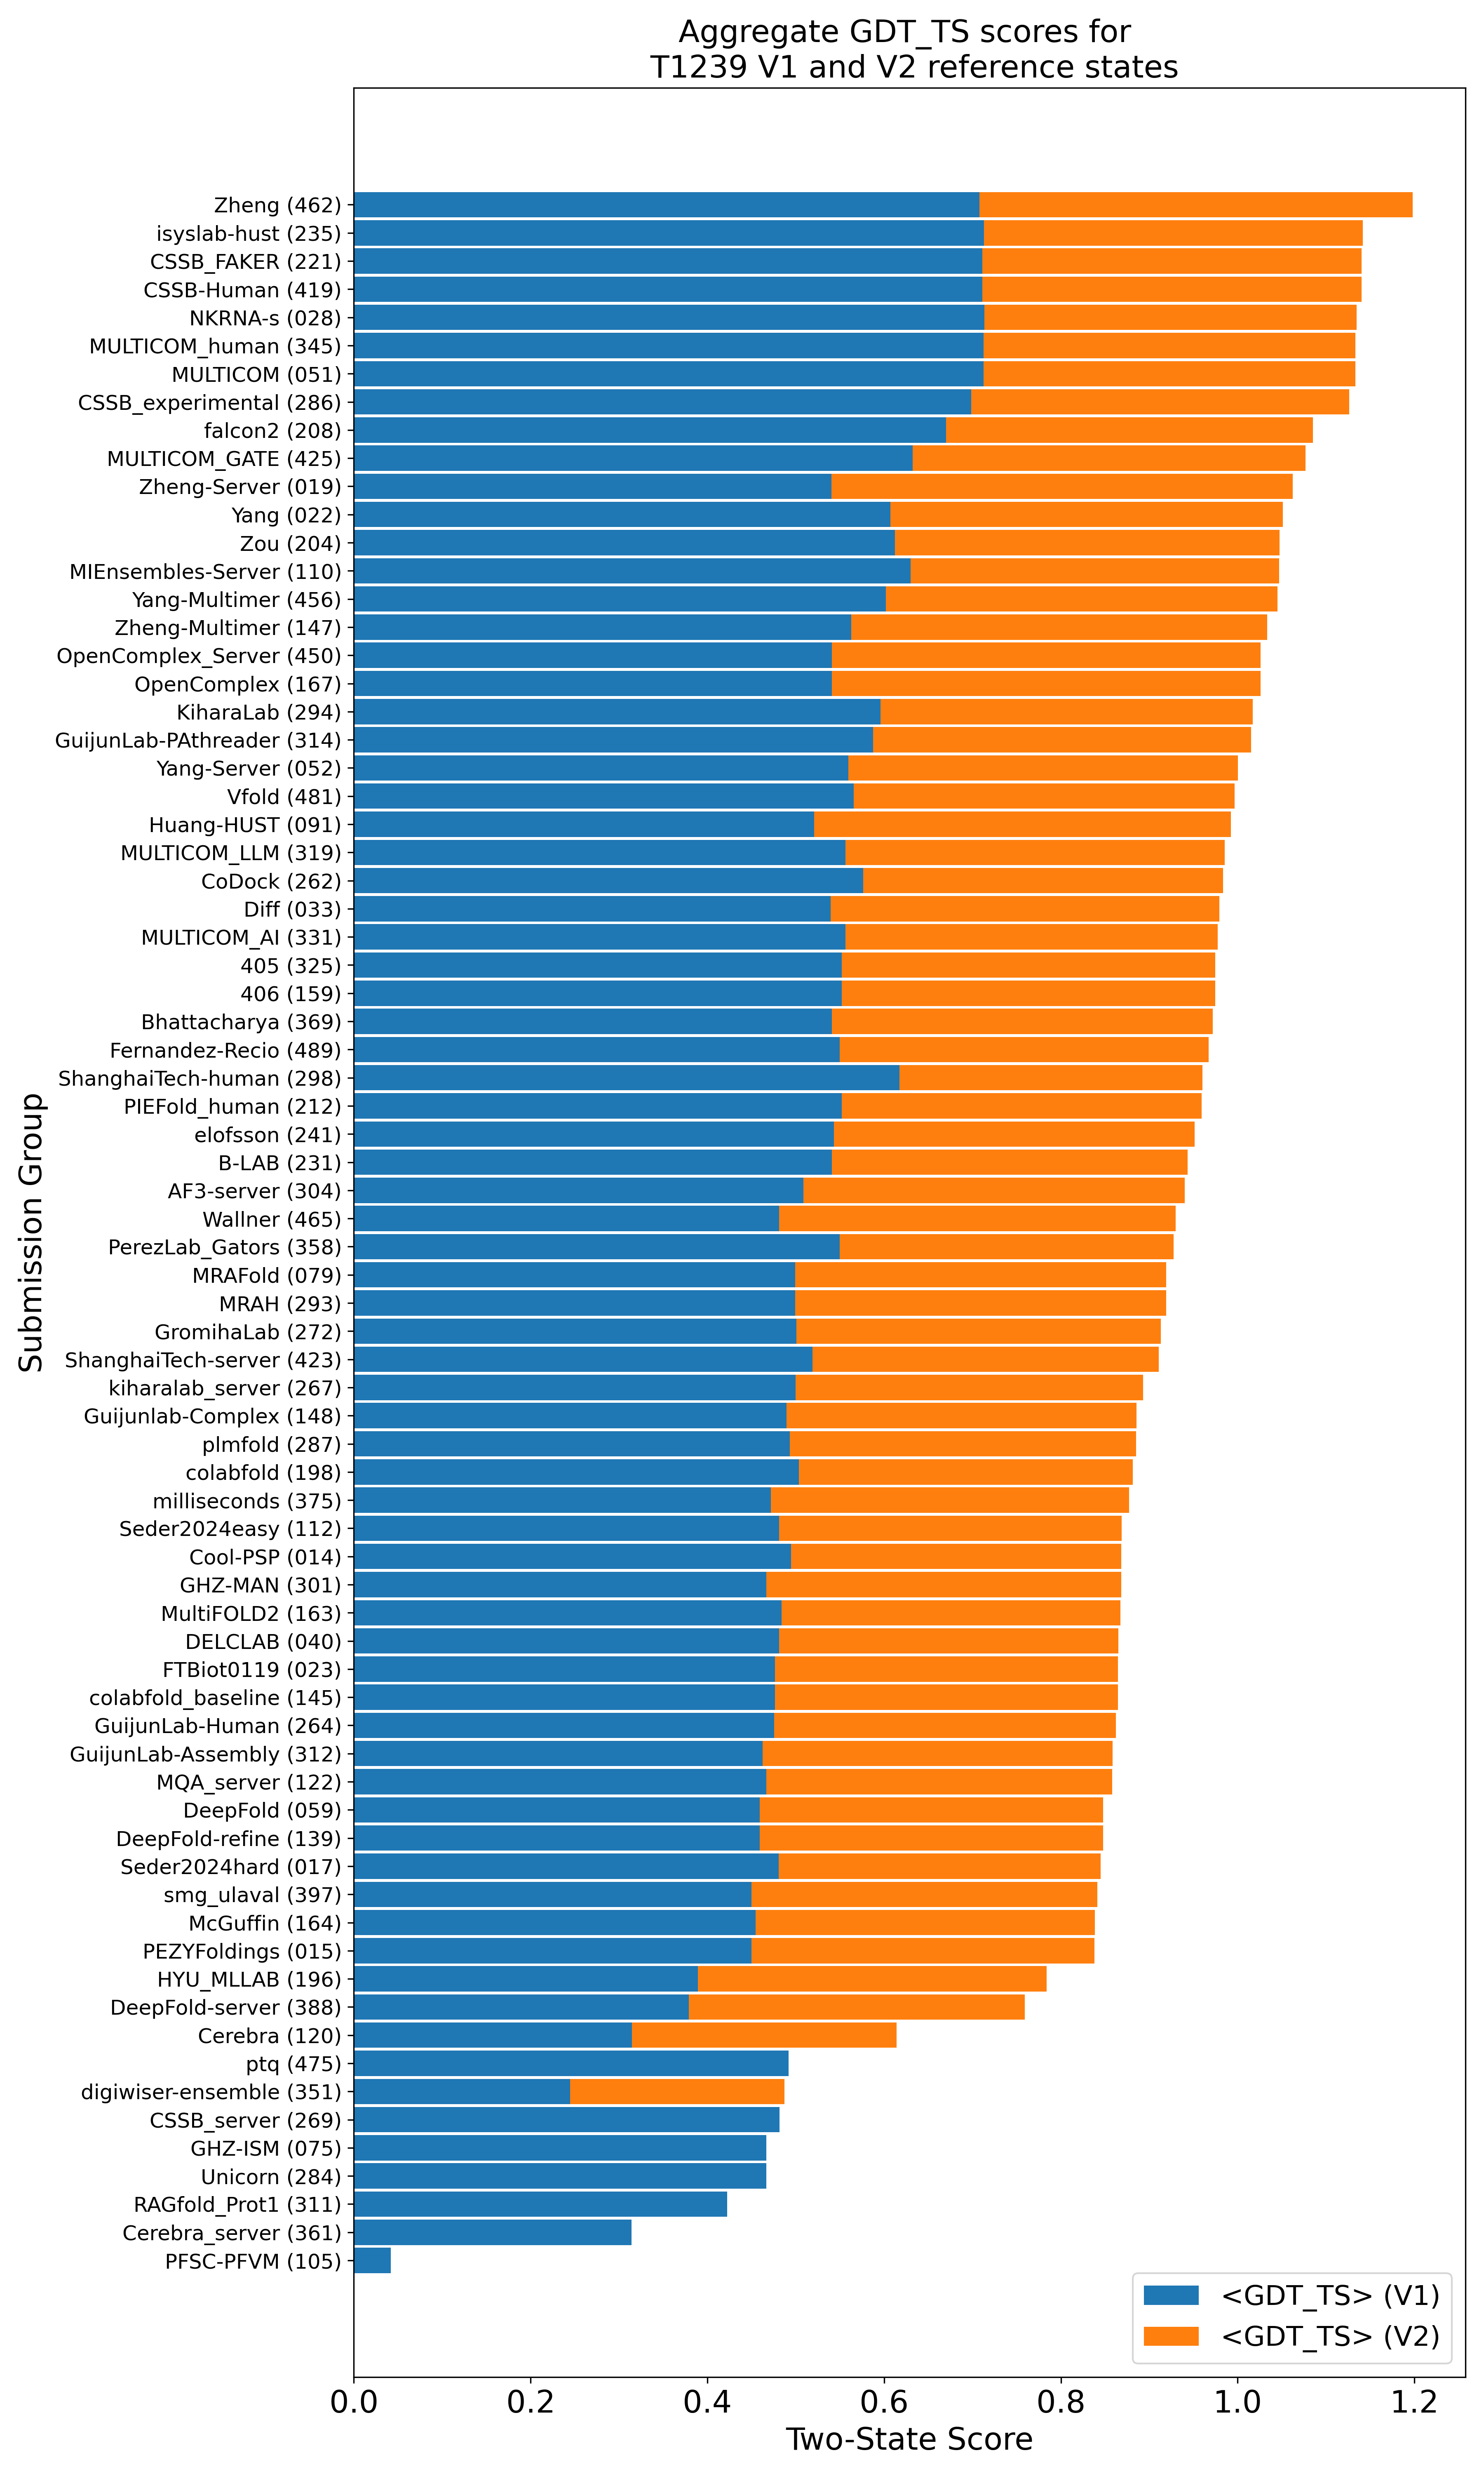 Aggregate GDT_TS scores for
T1239 V1 and V2 reference states
Submission Group
Zheng (462)
isyslab-hust (235)
CSSB_FAKER (221)
CSSB-Human (419)
NKRNA-s (028)
MULTICOM_human (345)
MULTICOM (051)
CSSB_experimental (286)
falcon2 (208)
MULTICOM_GATE (425)
Zheng-Server (019)
Yang (022)
Zou (204)
MIEnsembles-Server (110)
Yang-Multimer (456)
Zheng-Multimer (147)
OpenComplex_Server (450)
OpenComplex (167)
KiharaLab (294)
GuijunLab-PAthreader (314)
Yang-Server (052)
Vfold (481)
Huang-HUST (091)
MULTICOM_LLM (319)
CoDock (262)
Diff (033)
MULTICOM_AI (331)
405 (325)
406 (159)
Bhattacharya (369)
Fernandez-Recio (489)
ShanghaiTech-human (298)
PIEFold_human (212)
elofsson (241)
B-LAB (231)
AF3-server (304)
Wallner (465)
PerezLab_Gators (358)
MRAFold (079)
MRAH (293)
GromihaLab (272)
ShanghaiTech-server (423)
kiharalab_server (267)
Guijunlab-Complex (148)
plmfold (287)
colabfold (198)
milliseconds (375)
Seder2024easy (112)
Cool-PSP (014)
GHZ-MAN (301)
MultiFOLD2 (163)
DELCLAB (040)
FTBiot0119 (023)
colabfold_baseline (145)
GuijunLab-Human (264)
GuijunLab-Assembly (312)
MQA_server (122)
DeepFold (059)
DeepFold-refine (139)
Seder2024hard (017)
smg_ulaval (397)
McGuffin (164)
PEZYFoldings (015)
HYU_MLLAB (196)
DeepFold-server (388)
Cerebra (120)
ptq (475)
digiwiser-ensemble (351)
CSSB_server (269)
GHZ-ISM (075)
Unicorn (284)
RAGfold_Prot1 (311)
Cerebra_server (361)
PFSC-PFVM (105)
<GDT_TS> (V1)
<GDT_TS> (V2)
0.0 0.2 0.4 0.6 0.8 1.0 1.2
Two-State Score